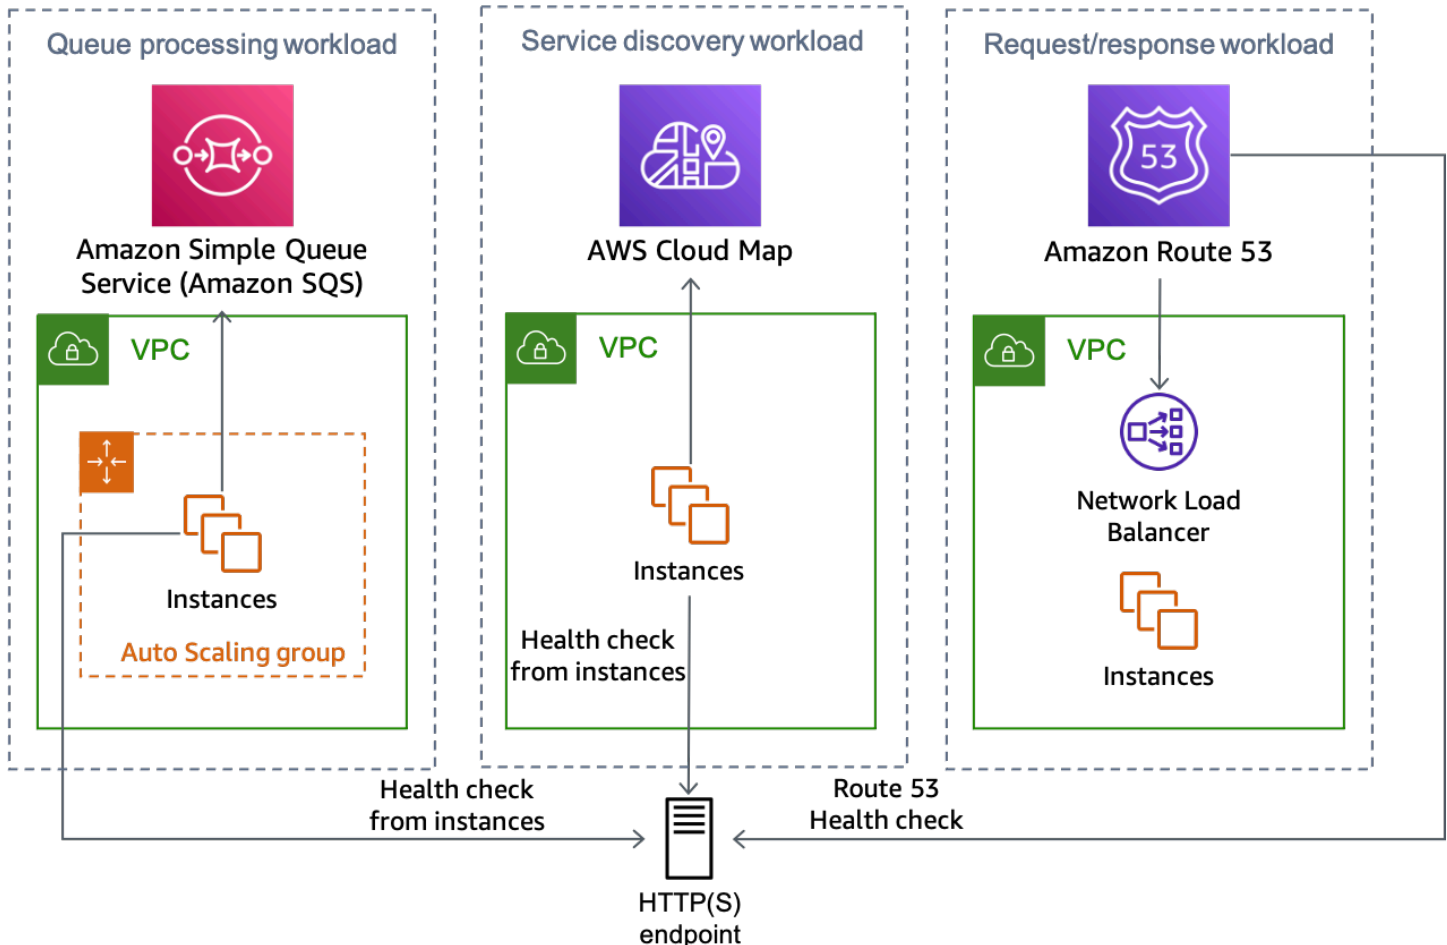 Queue processing workload
Amazon Simple Queue
Service (Amazon SQS)
VPC
Instances
Auto Scaling group
Service discovery workload
AWS Cloud Map
VPC
Instances
Health check
from instances
Request/response workload
53
Amazon Route 53
VPC
Network Load
Balancer
Instances
Health check
from instances
Route 53
Health check
HTTP(S)
endpoint